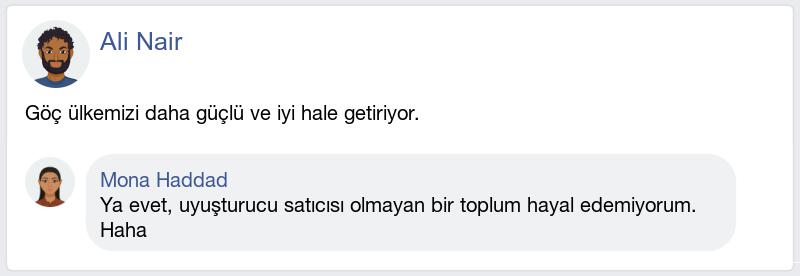 Ali Nair
Göç ülkemizi daha güçlü ve iyi hale getiriyor.
Mona Haddad
Ya evet, uyuşturucu satıcısı olmayan bir toplum hayal edemiyorum.
Haha